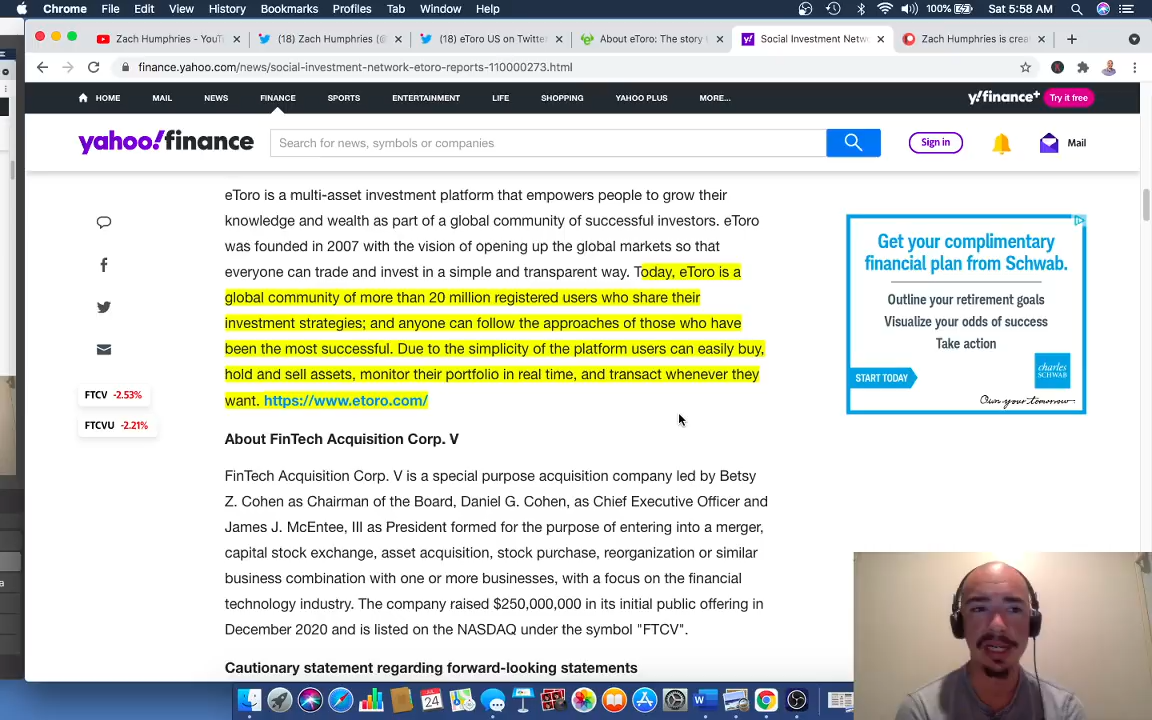 Chrome File Edit View History Bookmarks Profiles Tab Window Help 100% Sat 5:58 AM
Zach Humphries - YouT (18) Zach Humphries (@ (18) eToro US on Twitter About eToro: The story Social Investment Netw Zach Humphries is crea
finance.yahoo.com/news/social-investment-network-etoro-reports-110000273.html
HOME MAIL NEWS FINANCE SPORTS ENTERTAINMENT LIFE SHOPPING YAHOO PLUS MORE... y!finance+ Try it free
yahoo!finance Search for news, symbols or companies Sign in Mail
eToro is a multi-asset investment platform that empowers people to grow their
knowledge and wealth as part of a global community of successful investors. eToro
was founded in 2007 with the vision of opening up the global markets so that
everyone can trade and invest in a simple and transparent way. Today, eToro is a
global community of more than 20 million registered users who share their
investment strategies; and anyone can follow the approaches of those who have
been the most successful. Due to the simplicity of the platform users can easily buy,
hold and sell assets, monitor their portfolio in real time, and transact whenever they
want. https://www.etoro.com/
FTCV -2.53%
FTCVU -2.21%
About FinTech Acquisition Corp. V
FinTech Acquisition Corp. V is a special purpose acquisition company led by Betsy
Z. Cohen as Chairman of the Board, Daniel G. Cohen, as Chief Executive Officer and
James J. McEntee, III as President formed for the purpose of entering into a merger,
capital stock exchange, asset acquisition, stock purchase, reorganization or similar
business combination with one or more businesses, with a focus on the financial
technology industry. The company raised $250,000,000 in its initial public offering in
December 2020 and is listed on the NASDAQ under the symbol "FTCV".
Cautionary statement regarding forward-looking statements
Get your complimentary
financial plan from Schwab.
Outline your retirement goals
Visualize your odds of success
Take action
START TODAY
charles
SCHWAB
Own your tomorrow
24